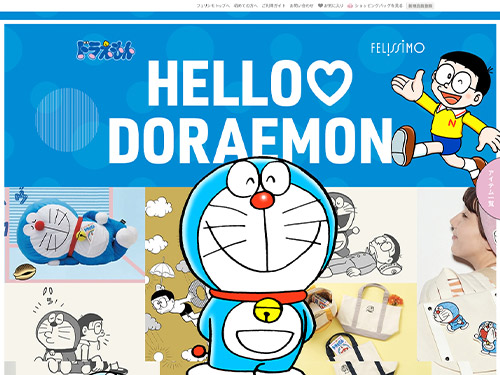 フェリシモトップへ 初めての方へ ご利用ガイド お問い合わせ ♥お気に入り ショッピングバッグを見る 新規会員登録
ドラえもん
FELISSIMO
HELLO♡
DORAEMON
N
アイテム一覧